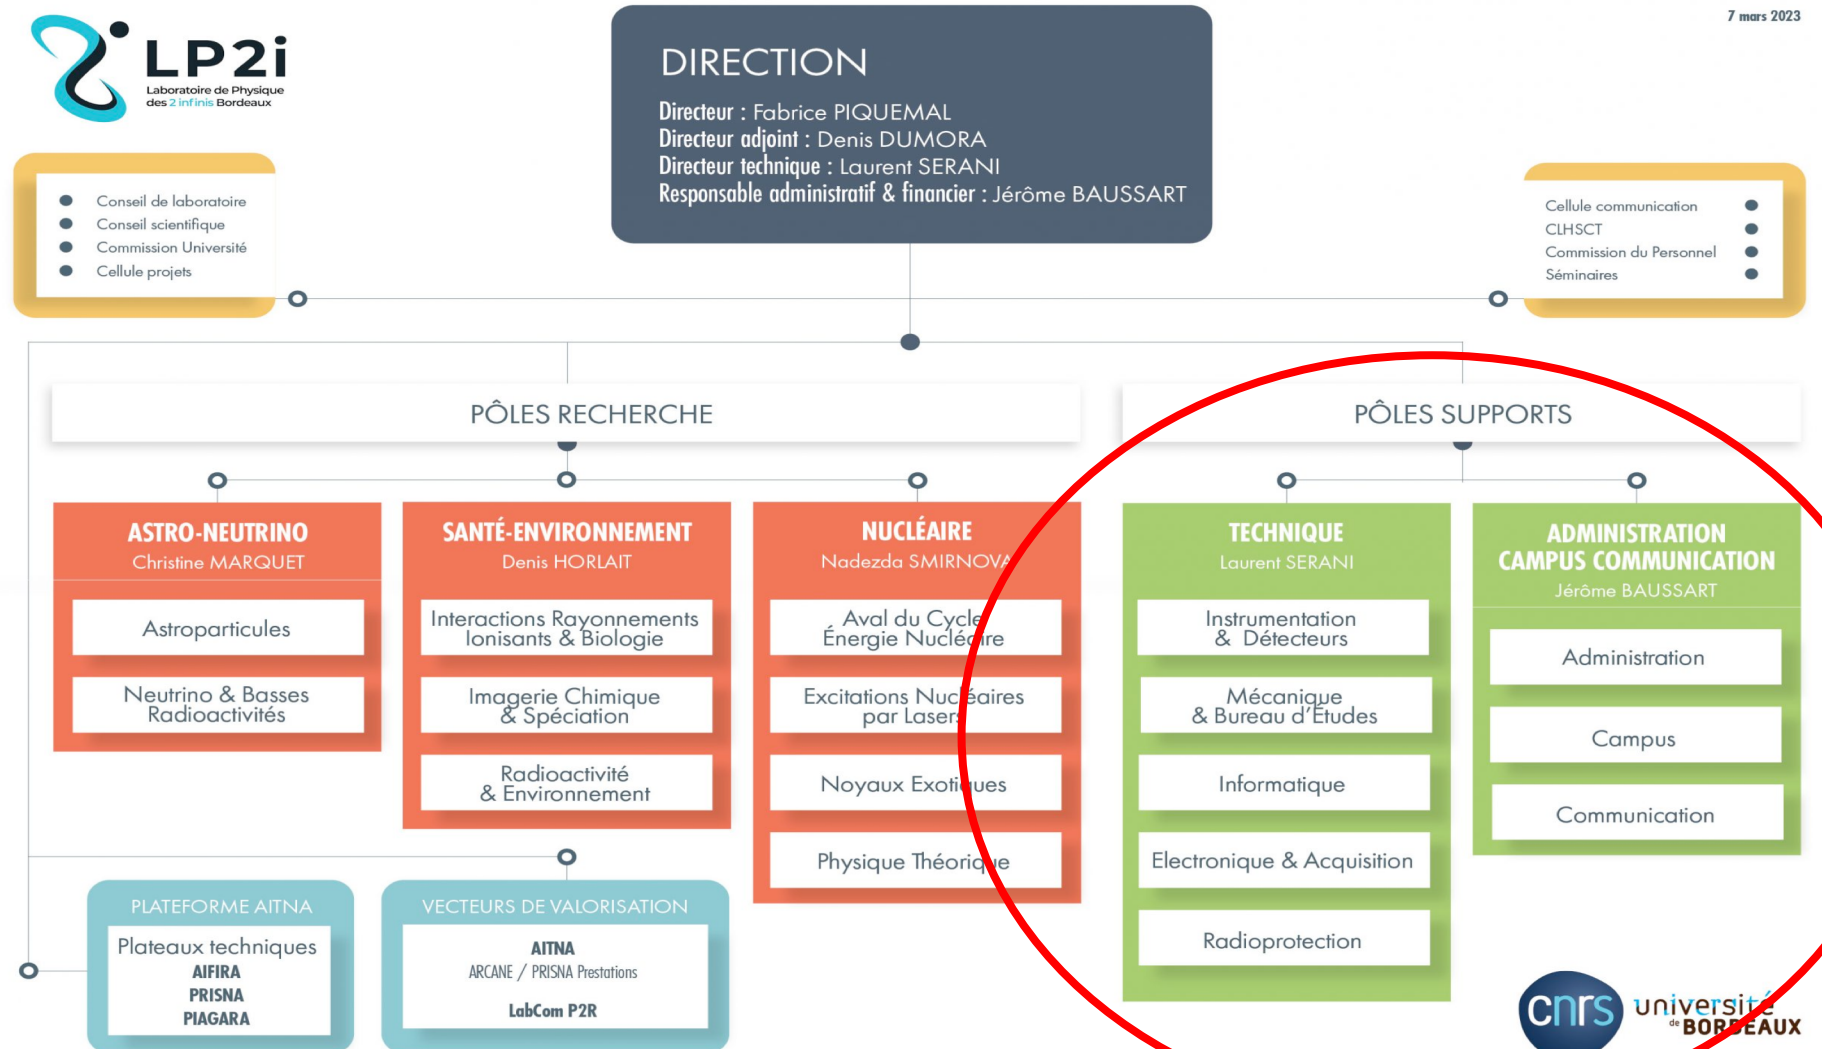 7 mars 2023
LP2i
Laboratoire de Physique
des 2 infinis Bordeaux
DIRECTION
Directeur : Fabrice PIQUEMAL
Directeur adjoint : Denis DUMORA
Directeur technique : Laurent SERANI
Responsable administratif & financier : Jérôme BAUSSART
Conseil de laboratoire
Conseil scientifique
Commission Université
Cellule projets
Cellule communication
CLHSCT
Commission du Personnel
Séminaires
PÔLES RECHERCHE
PÔLES SUPPORTS
ASTRO-NEUTRINO
Christine MARQUET
Astroparticules
Neutrino & Basses
Radioactivités
SANTÉ-ENVIRONNEMENT
Denis HORLAIT
Interactions Rayonnements
Ionisants & Biologie
Imagerie Chimique
& Spéciation
Radioactivité
& Environnement
NUCLÉAIRE
Nadezda SMIRNOVA
Aval du Cycle
Énergie Nucléaire
Excitations Nucléaires
par Lasers
Noyaux Exotiques
Physique Théorique
TECHNIQUE
Laurent SERANI
Instrumentation
& Détecteurs
Mécanique
& Bureau d'Études
Informatique
Electronique & Acquisition
Radioprotection
ADMINISTRATION
CAMPUS COMMUNICATION
Jérôme BAUSSART
Administration
Campus
Communication
PLATEFORME AITNA
Plateaux techniques
AIFIRA
PRISNA
PIAGARA
VECTEURS DE VALORISATION
AITNA
ARCANE / PRISNA Prestations
LabCom P2R
cnrs
université
de BORDEAUX